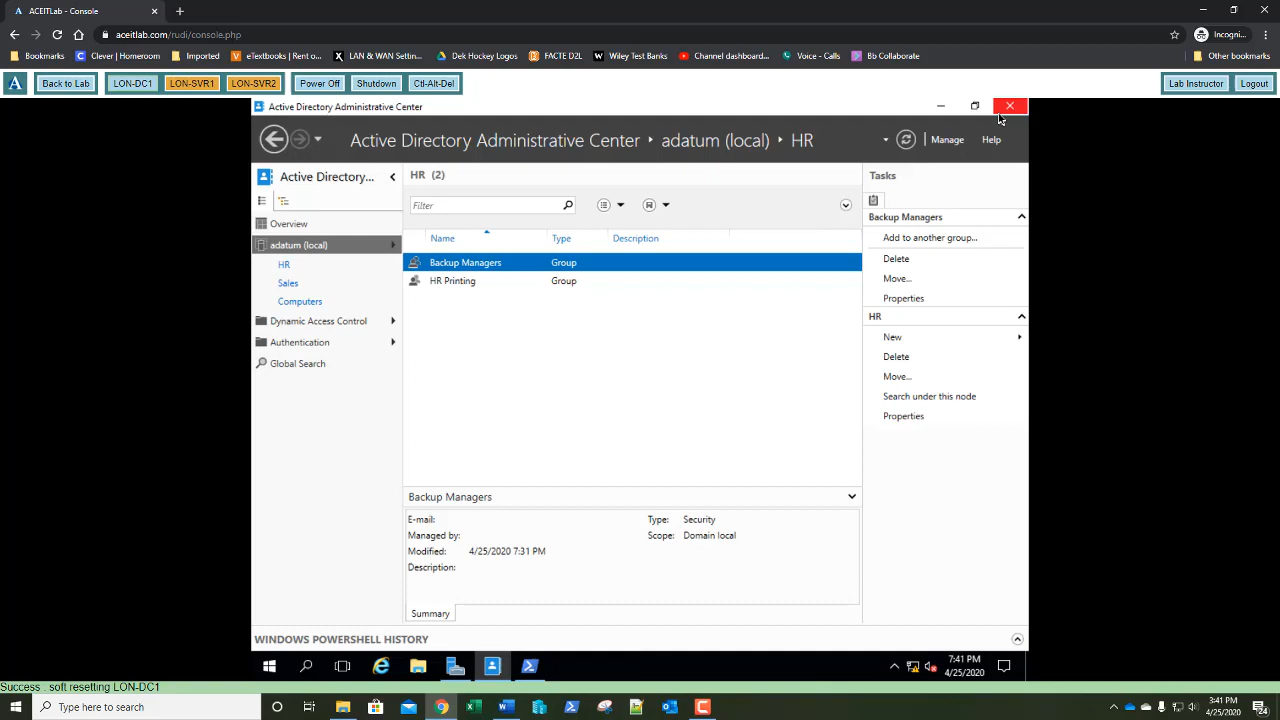 ACEITLab - Console
aceitlab.com/rudi/console.php
Incogni...
Bookmarks
Clever | Homeroom
Imported
eTextbooks | Rent o...
LAN & WAN Settin...
Dek Hockey Logos
FACTE D2L
Wiley Test Banks
Channel dashboard...
Voice - Calls
Bb Collaborate
Other bookmarks
A
Back to Lab
LON-DC1
LON-SVR1
LON-SVR2
Power Off
Shutdown
Ctl-Alt-Del
Lab Instructor
Logout
Active Directory Administrative Center
Active Directory Administrative Center • adatum (local) • HR
Manage
Help
Active Directory...
Overview
adatum (local)
HR
Sales
Computers
Dynamic Access Control
Authentication
Global Search
HR (2)
Filter
Name Type Description
Backup Managers Group
HR Printing Group
Backup Managers
E-mail:
Managed by:
Modified: 4/25/2020 7:31 PM
Description:
Type: Security
Scope: Domain local
Summary
Tasks
Backup Managers
Add to another group...
Delete
Move...
Properties
HR
New
Delete
Move...
Search under this node
Properties
WINDOWS POWERSHELL HISTORY
7:41 PM
4/25/2020
Success . soft resetting LON-DC1
Type here to search
3:41 PM
4/25/2020
24